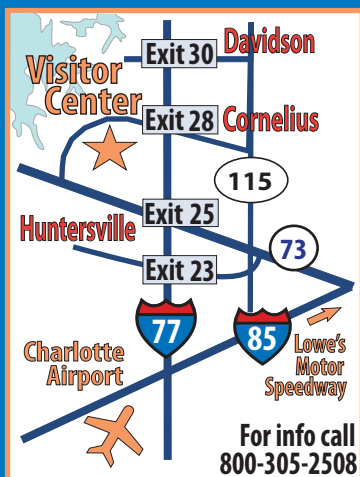 Exit 30
Davidson
Visitor
Center
Exit 28
Cornelius
115
Exit 25
Huntersville
73
Exit 23
77
85
Charlotte
Airport
Lowe's
Motor
Speedway
For info call
800-305-2508